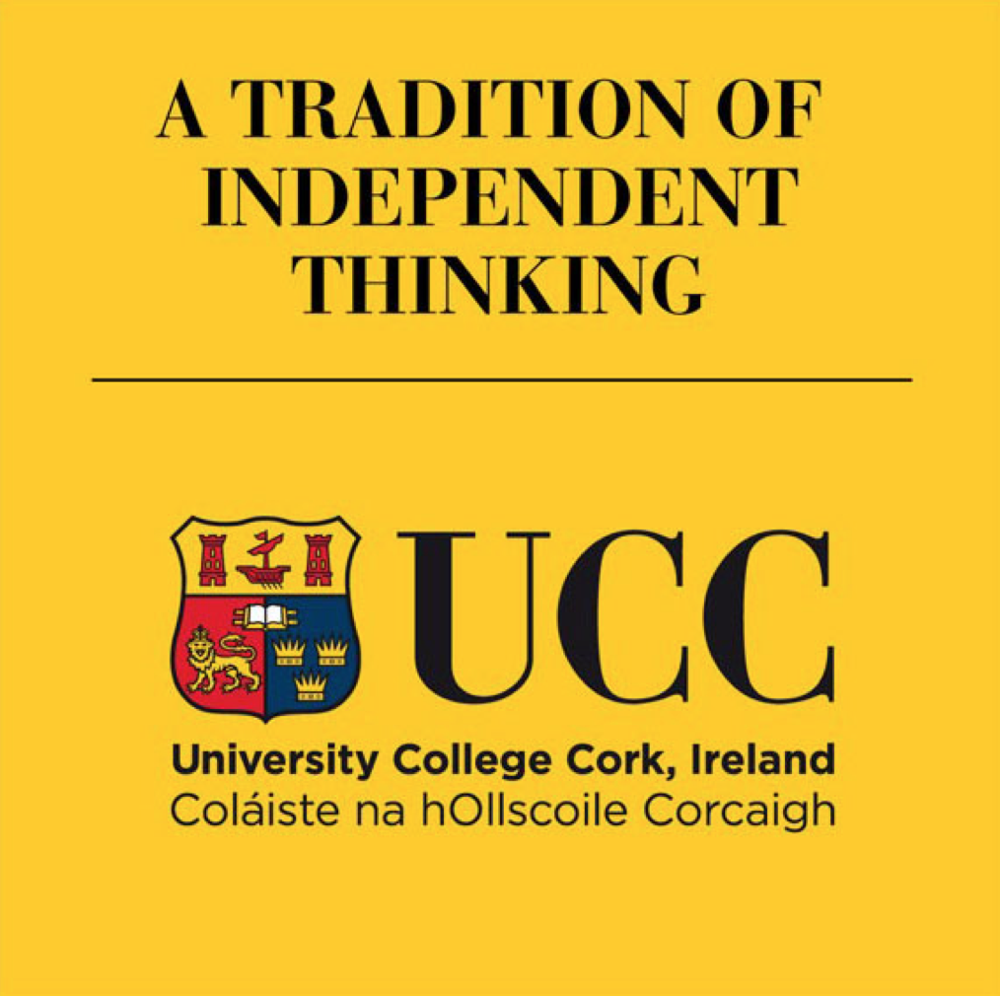 A TRADITION OF
INDEPENDENT
THINKING
UCC
University College Cork, Ireland
Coláiste na hOllscoile Corcaigh